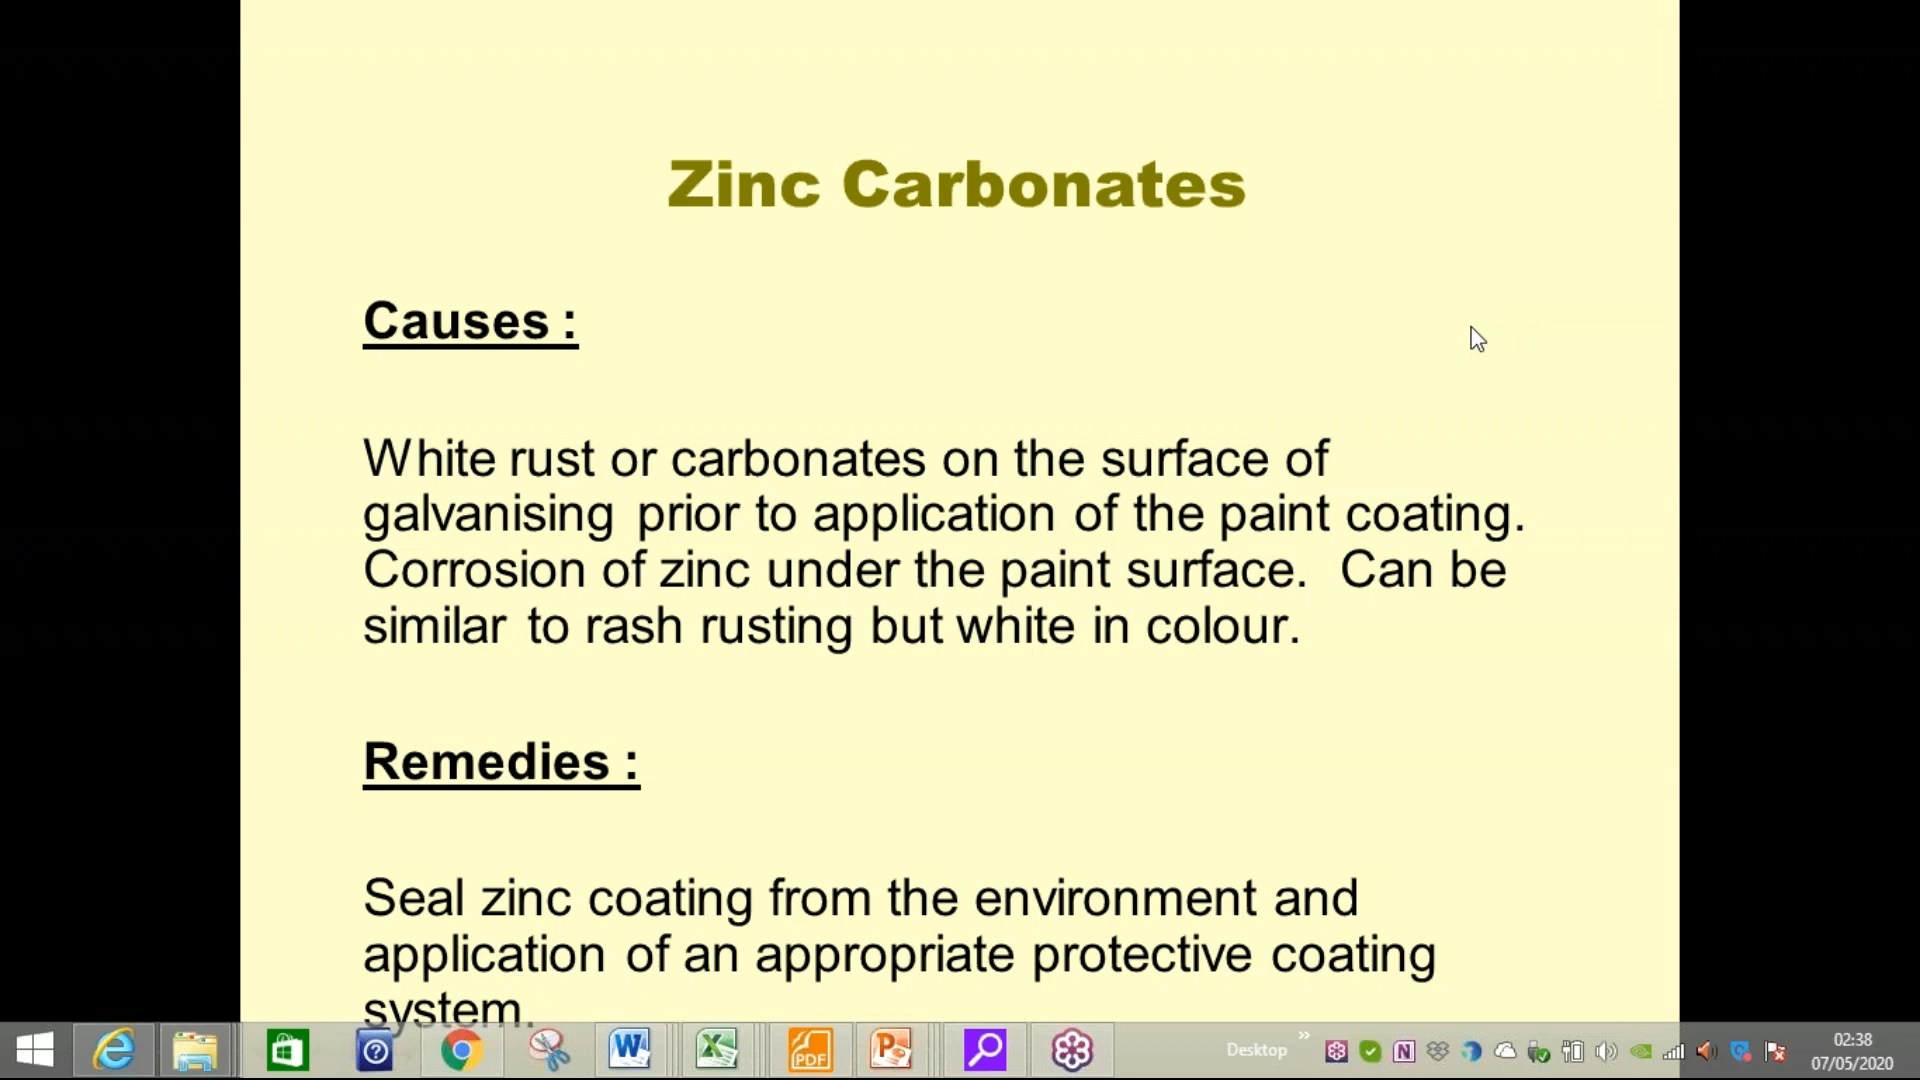 Zinc Carbonates
Causes :
White rust or carbonates on the surface of
galvanising prior to application of the paint coating.
Corrosion of zinc under the paint surface. Can be
similar to rash rusting but white in colour.
Remedies :
Seal zinc coating from the environment and
application of an appropriate protective coating
system.
Desktop
02:38
07/05/2020
PDF